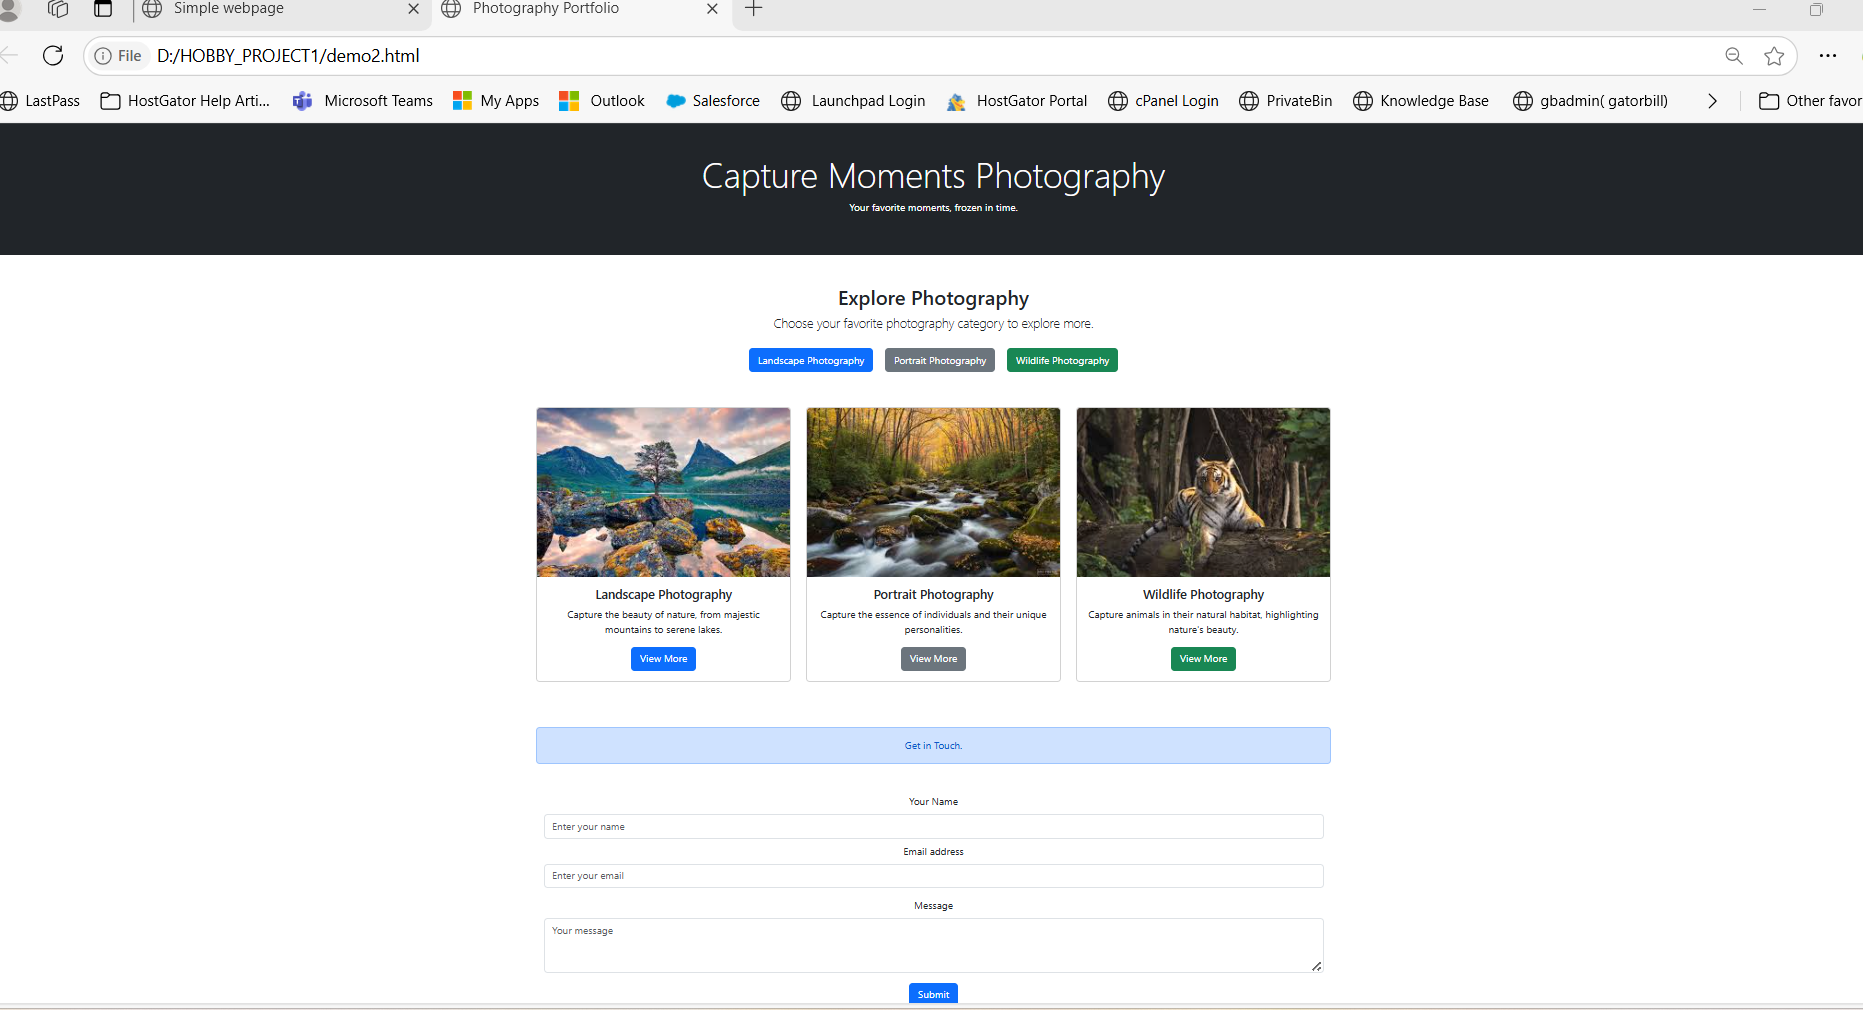 Simple webpage
Photography Portfolio
File D:/HOBBY_PROJECT1/demo2.html
LastPass HostGator Help Arti... Microsoft Teams My Apps Outlook Salesforce Launchpad Login HostGator Portal cPanel Login PrivateBin Knowledge Base gbadmin( gatorbill) Other favor
Capture Moments Photography
Your favorite moments, frozen in time.
Explore Photography
Choose your favorite photography category to explore more.
Landscape Photography Portrait Photography Wildlife Photography
Landscape Photography
Capture the beauty of nature, from majestic
mountains to serene lakes.
View More
Portrait Photography
Capture the essence of individuals and their unique
personalities.
View More
Wildlife Photography
Capture animals in their natural habitat, highlighting
nature's beauty.
View More
Get in Touch.
Your Name
Enter your name
Email address
Enter your email
Message
Your message
Submit